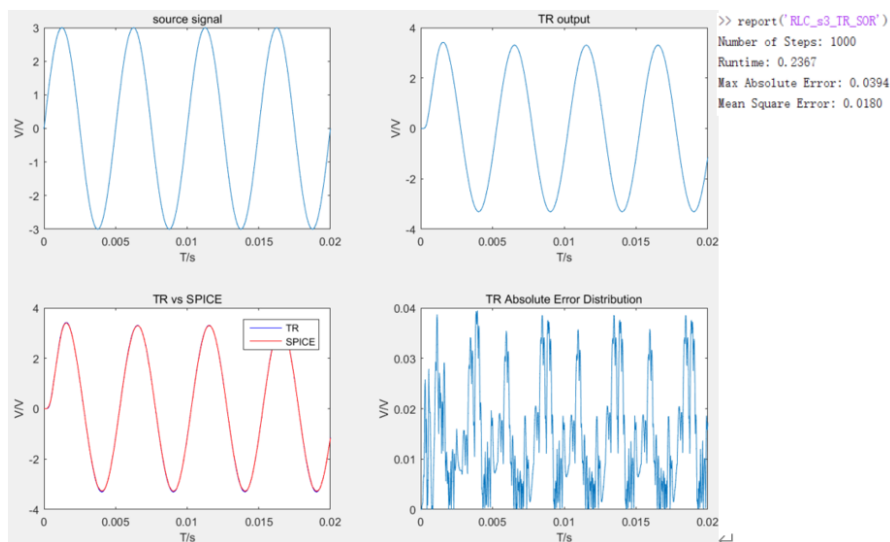 source signal
3
2
1
0
-1
-2
-3
V/V
0
0.005
0.01
0.015
0.02
T/s
TR output
4
2
0
-2
-4
V/V
0
0.005
0.01
0.015
0.02
T/s
>> report('RLC_s3_TR_SOR')
Number of Steps: 1000
Runtime: 0.2367
Max Absolute Error: 0.0394
Mean Square Error: 0.0180
TR vs SPICE
4
2
0
-2
-4
V/V
TR
SPICE
0
0.005
0.01
0.015
0.02
T/s
TR Absolute Error Distribution
0.04
0.03
0.02
0.01
0
V/V
0
0.005
0.01
0.015
0.02
T/s